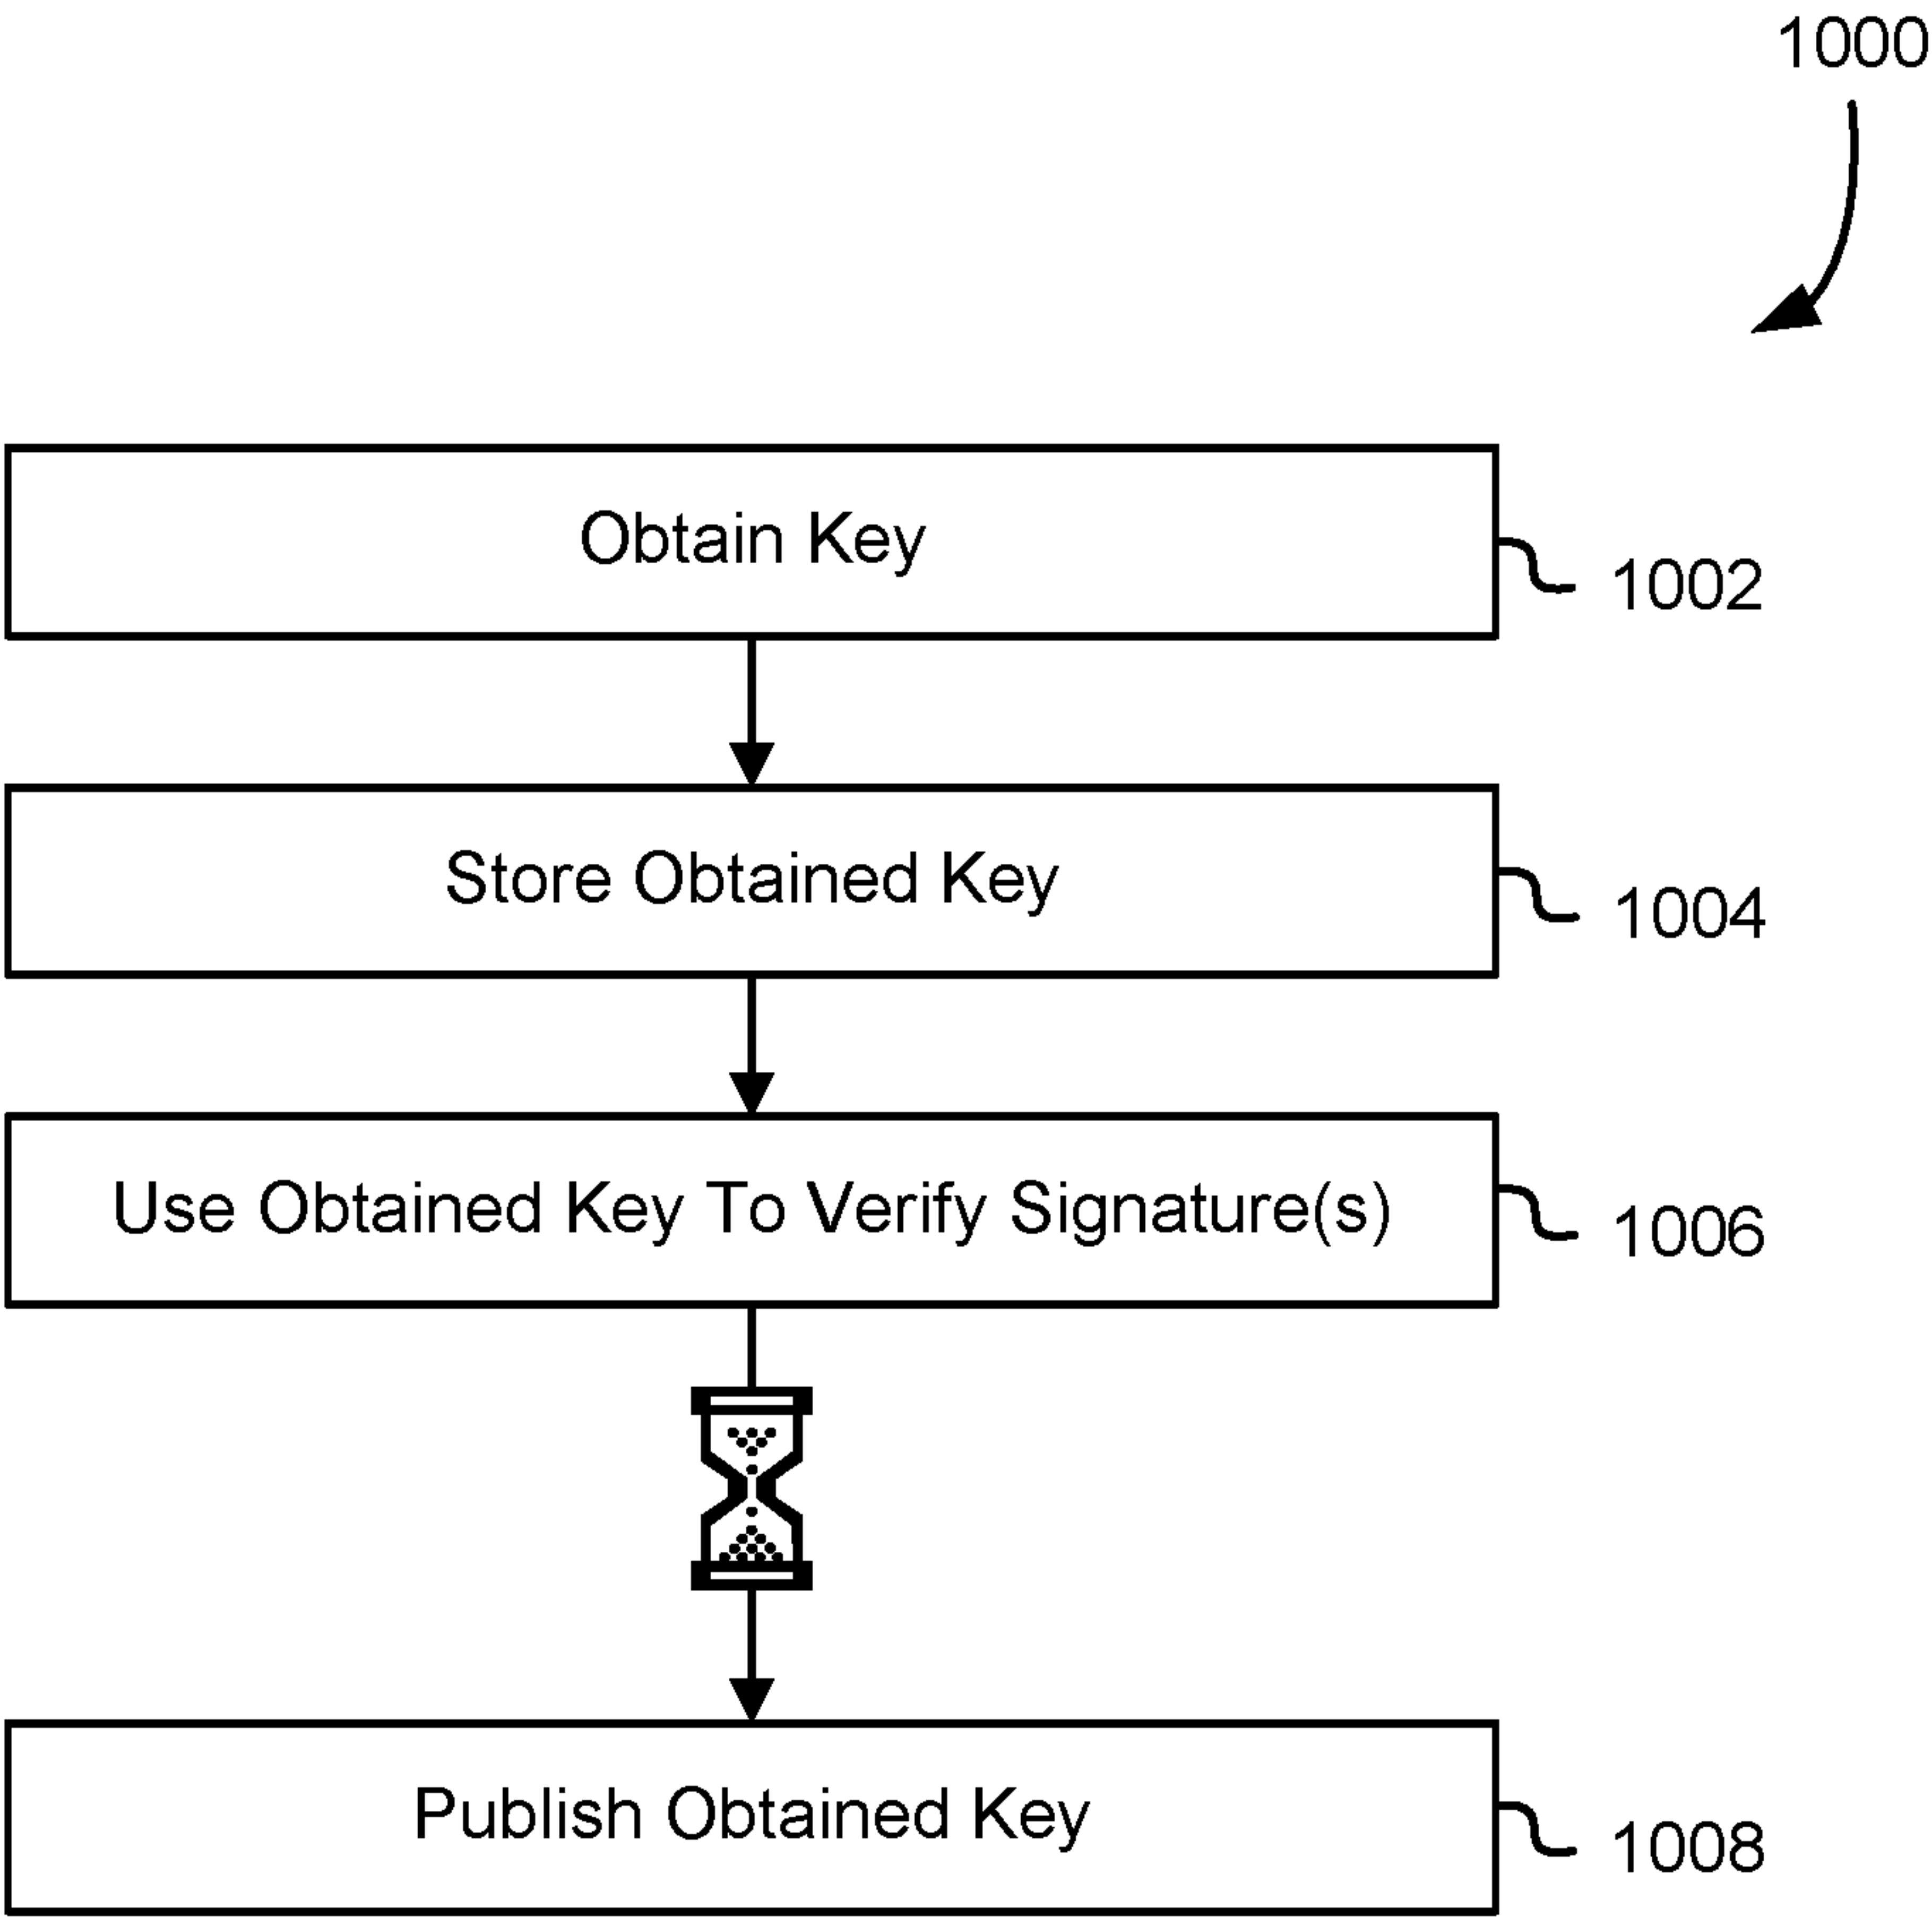 1000
Obtain Key
1002
Store Obtained Key
1004
Use Obtained Key To Verify Signature(s)
1006
Publish Obtained Key
1008